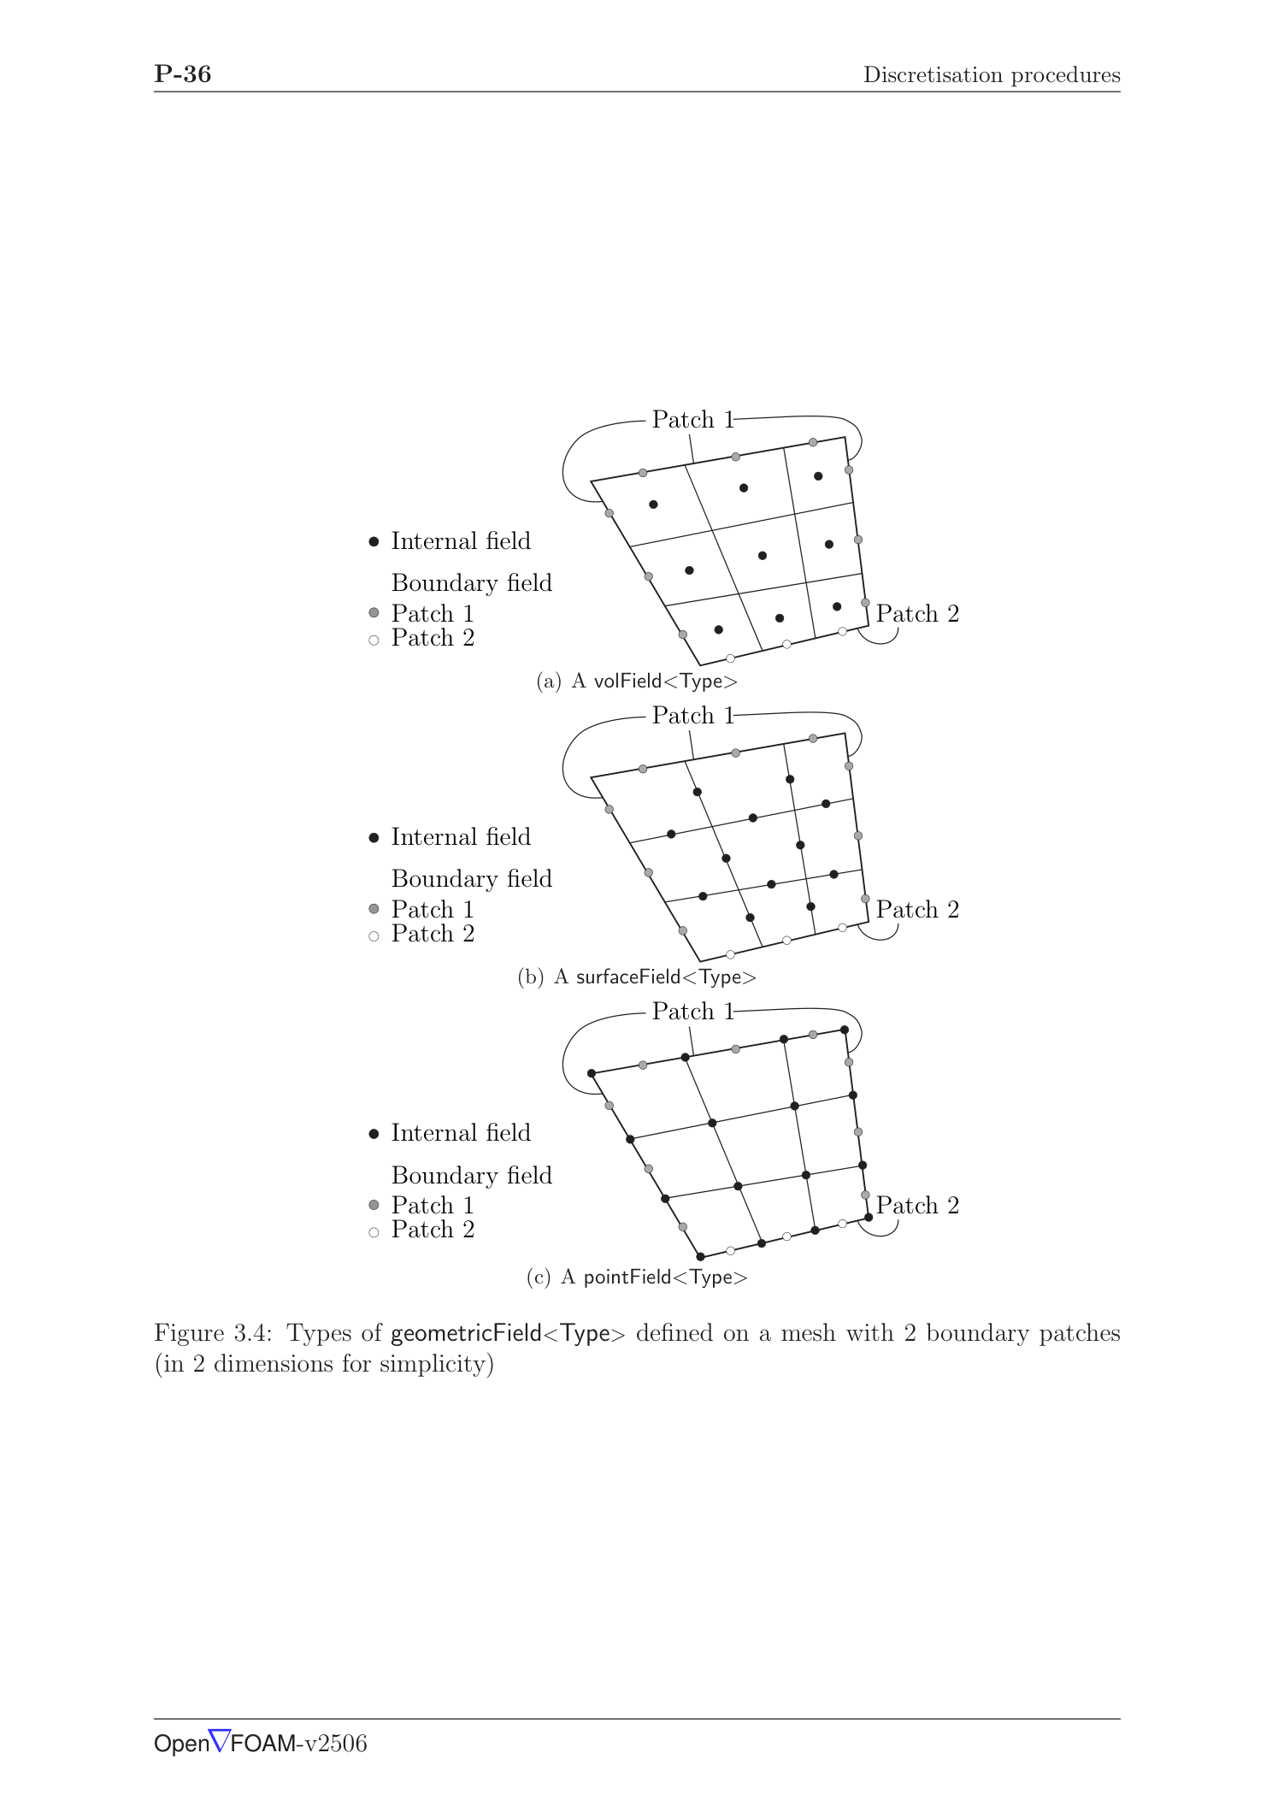 P-36 Discretisation procedures
Patch 1
Internal field
Boundary field
Patch 1
Patch 2
Patch 2
(a) A volField<Type>
Patch 1
Internal field
Boundary field
Patch 1
Patch 2
Patch 2
(b) A surfaceField<Type>
Patch 1
Internal field
Boundary field
Patch 1
Patch 2
Patch 2
(c) A pointField<Type>
Figure 3.4: Types of geometricField<Type> defined on a mesh with 2 boundary patches
(in 2 dimensions for simplicity)
Open∇FOAM-v2506